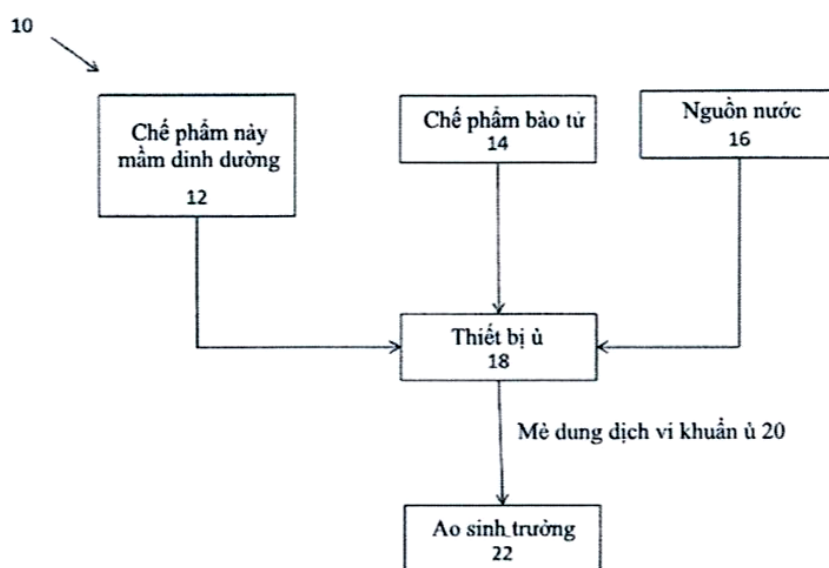 10
Chế phẩm nảy
mầm dinh dưỡng
12
Chế phẩm bào tử
14
Nguồn nước
16
Thiết bị ủ
18
Mẻ dung dịch vi khuẩn ủ 20
Ao sinh trưởng
22